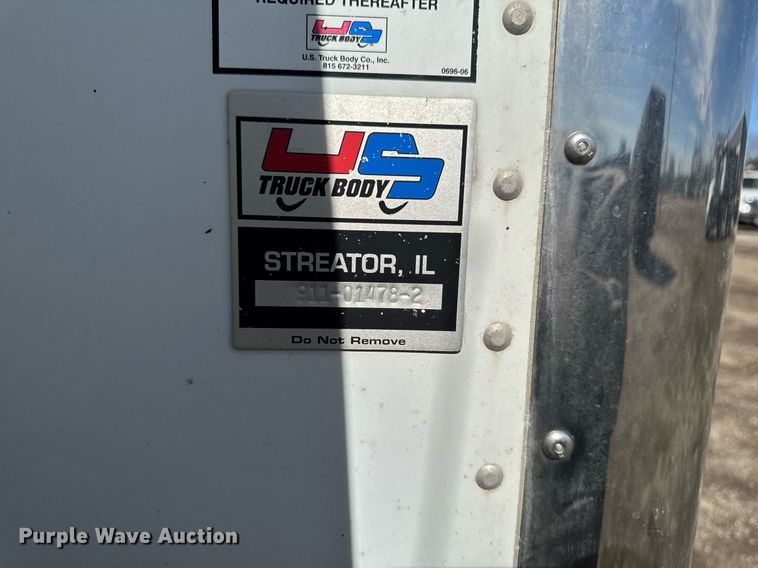 REQUIRED THEREAFTER
US
TRUCK BODY
U.S. Truck Body Co., Inc.
815 672-3211
0696-06
US
TRUCK BODY
STREATOR, IL
911-01478-2
Do Not Remove
Purple Wave Auction